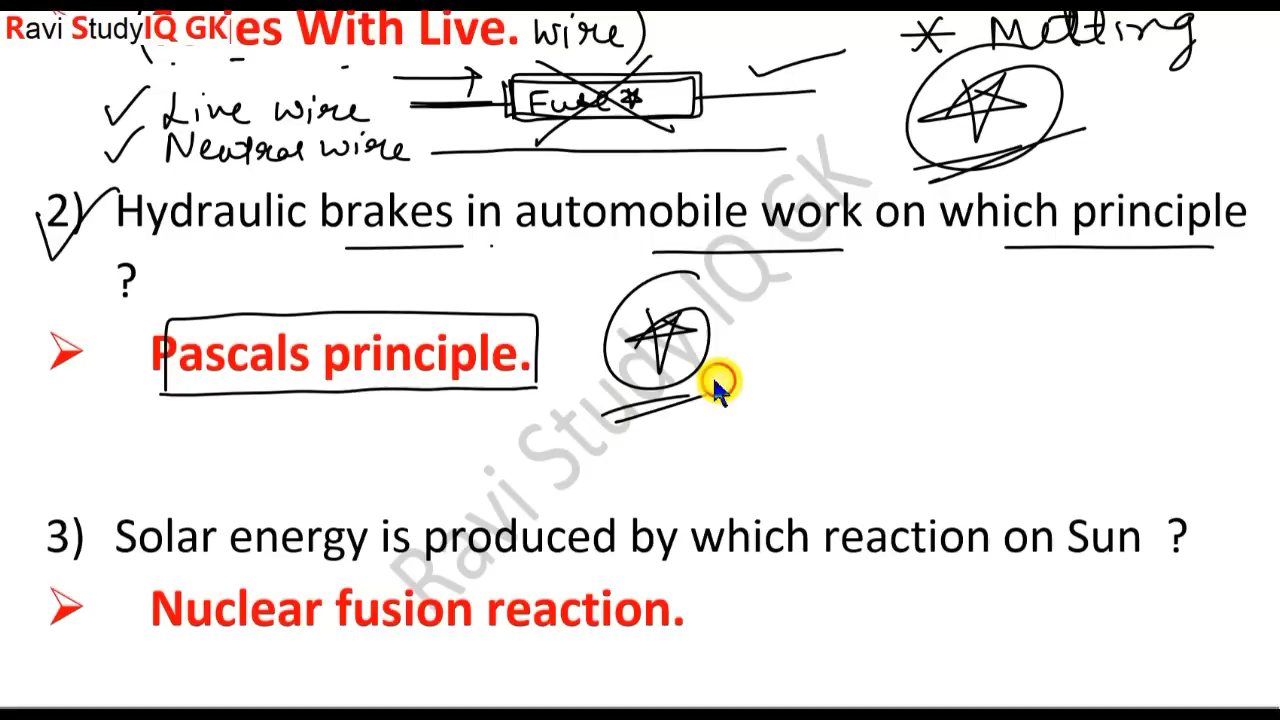 Ravi StudyIQ GK
With Live. wire)
* Melting
Live wire
Fuse *
Neutral wire
2) Hydraulic brakes in automobile work on which principle
?
Pascals principle.
3) Solar energy is produced by which reaction on Sun ?
Nuclear fusion reaction.
Ravi StudyIQ GK